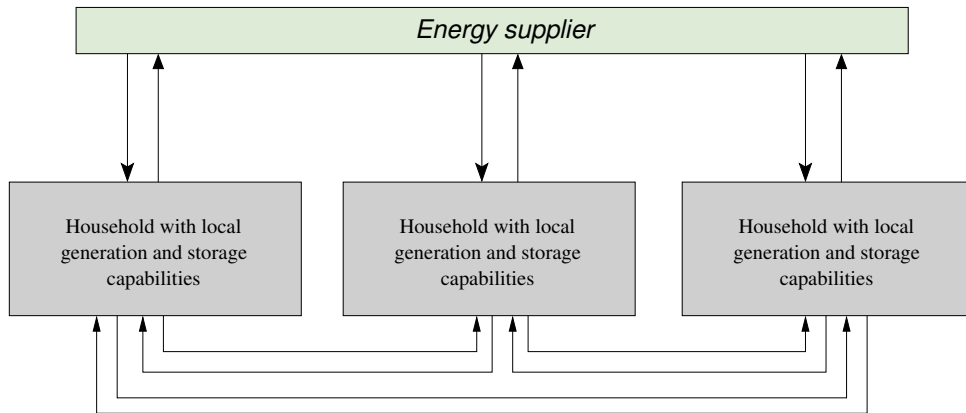 Energy supplier
Household with local
generation and storage
capabilities
Household with local
generation and storage
capabilities
Household with local
generation and storage
capabilities